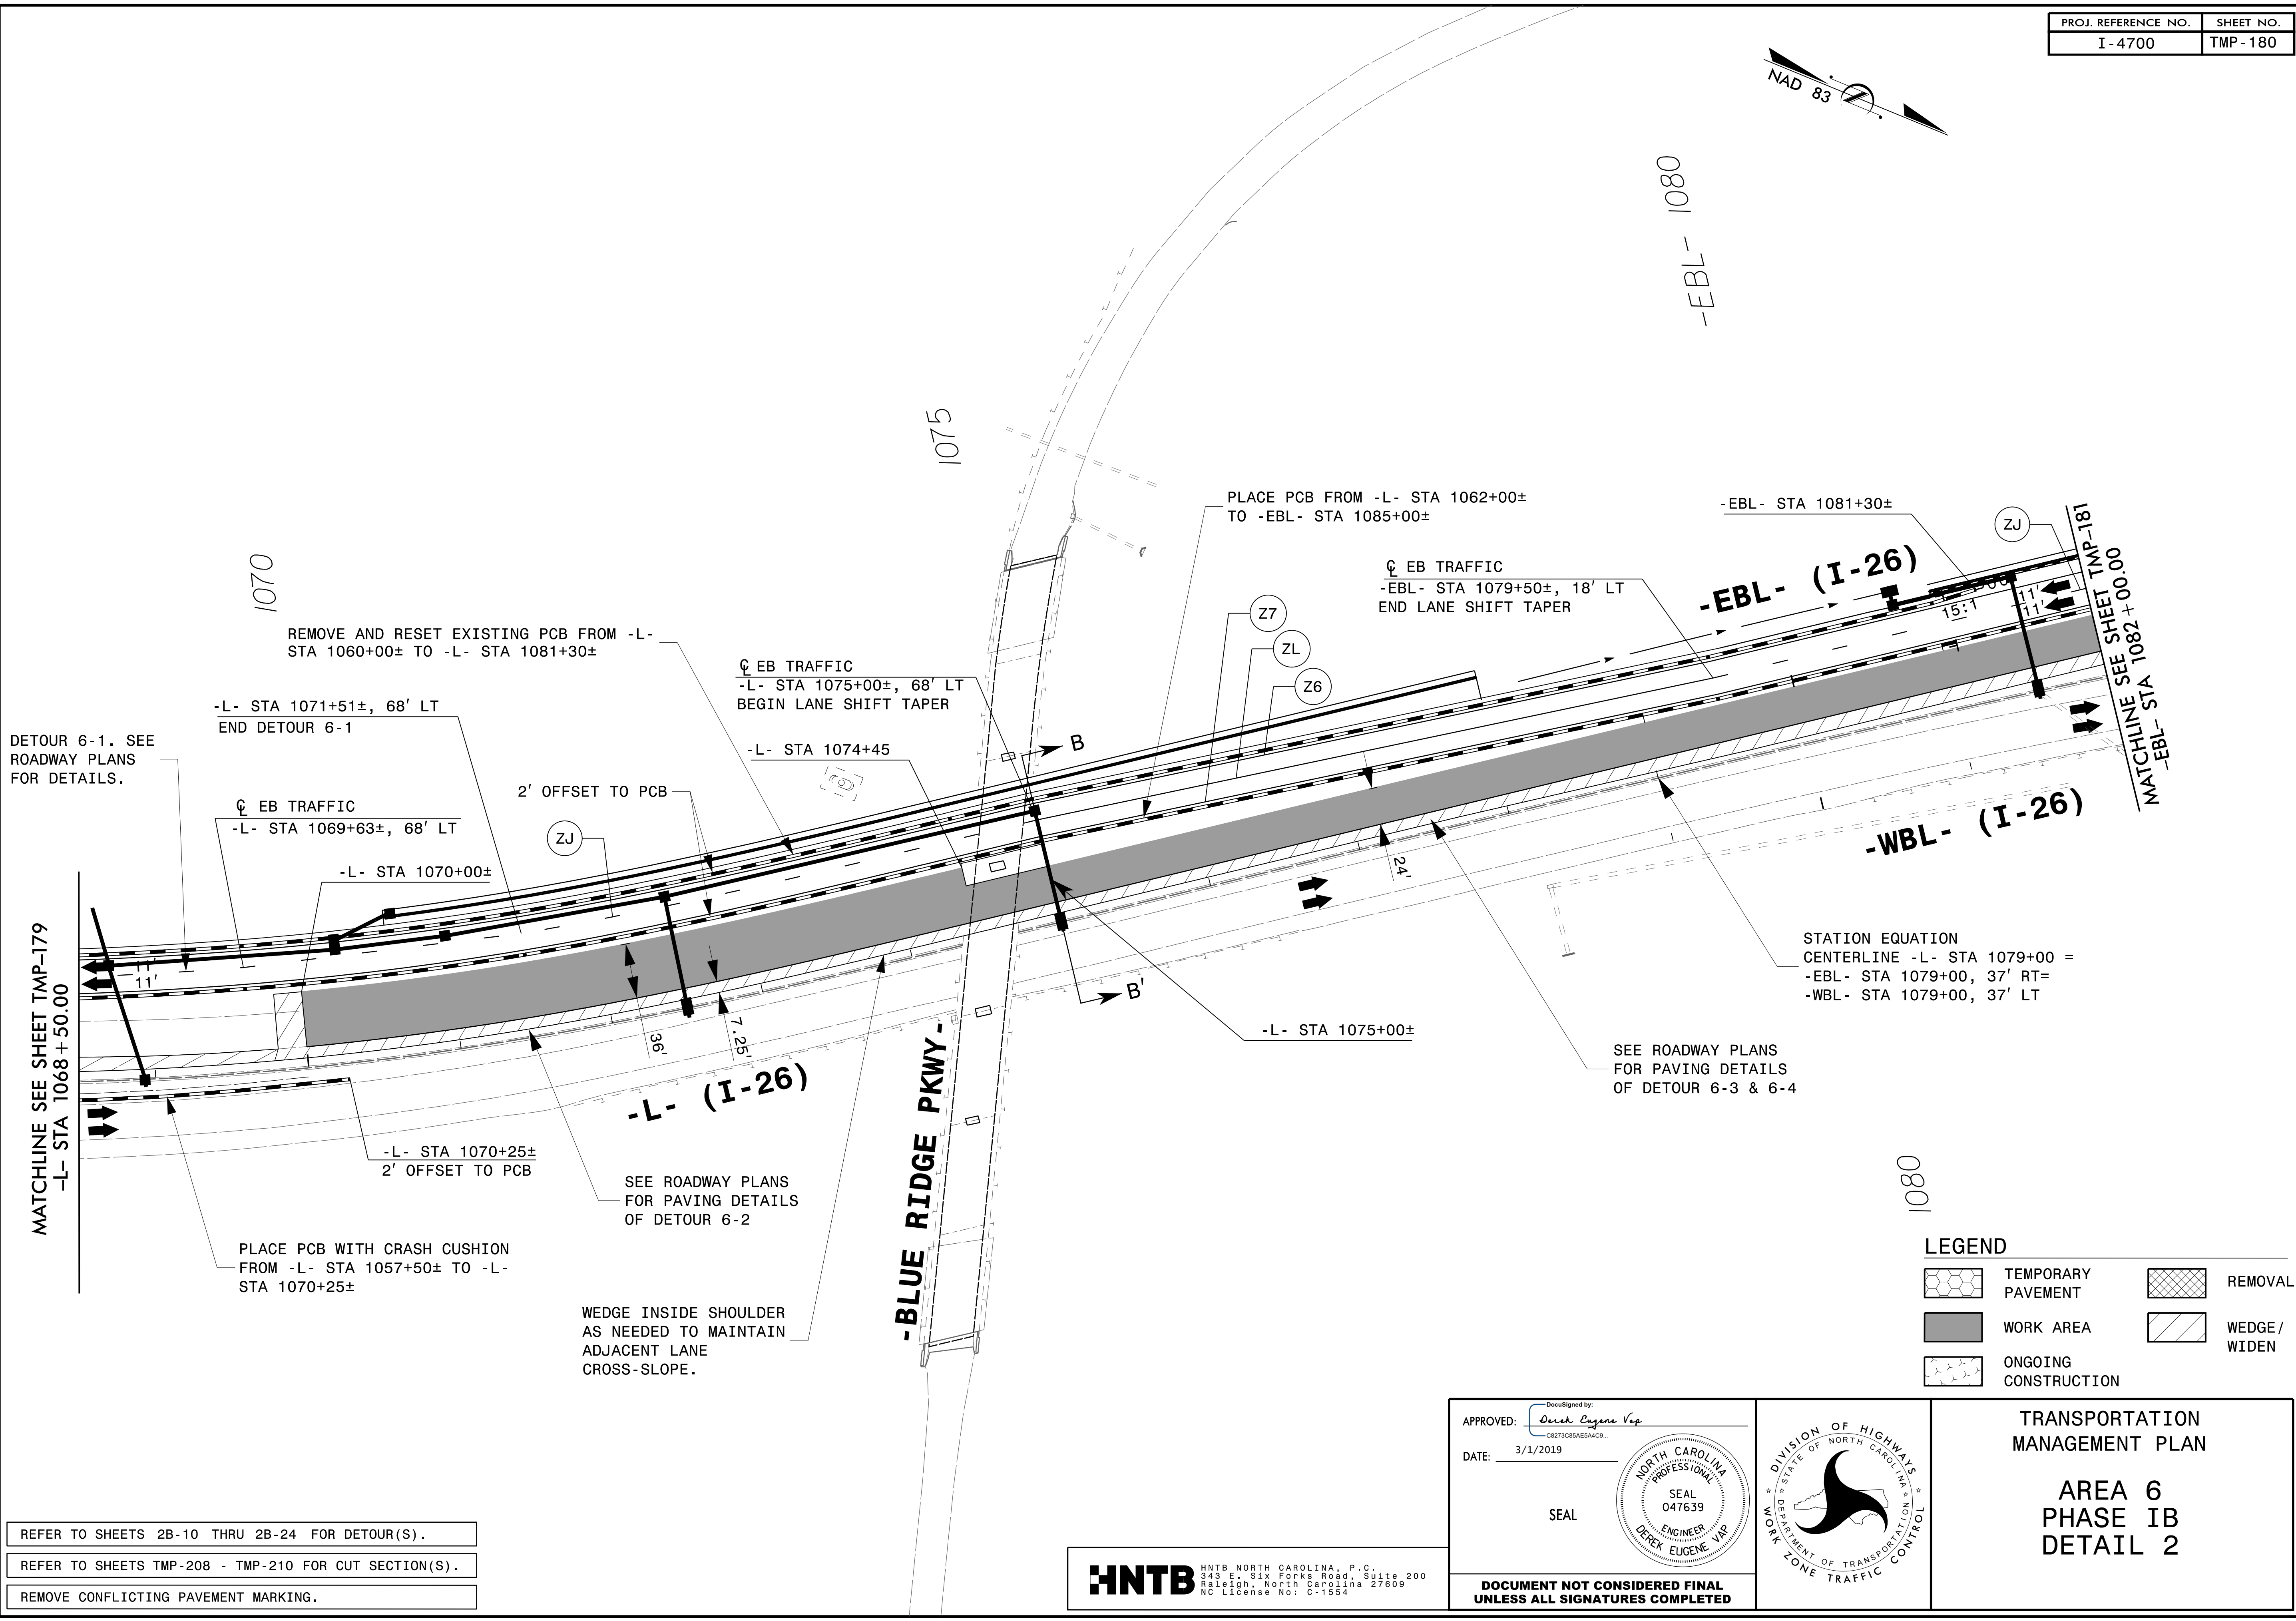 PROJ. REFERENCE NO.
SHEET NO.
I-4700
TMP-180
NAD 83
-EBL- 1080
1075
1070
PLACE PCB FROM -L- STA 1062+00±
TO -EBL- STA 1085+00±
-EBL- STA 1081+30±
ZJ
MATCHLINE SEE SHEET TMP-181
-EBL- STA 1082+00.00
℄ EB TRAFFIC
-EBL- STA 1079+50±, 18' LT
END LANE SHIFT TAPER
-EBL- (I-26)
15:1
11'
11'
Z7
ZL
Z6
REMOVE AND RESET EXISTING PCB FROM -L-
STA 1060+00± TO -L- STA 1081+30±
℄ EB TRAFFIC
-L- STA 1075+00±, 68' LT
BEGIN LANE SHIFT TAPER
-L- STA 1071+51±, 68' LT
END DETOUR 6-1
-L- STA 1074+45
B
DETOUR 6-1. SEE
ROADWAY PLANS
FOR DETAILS.
2' OFFSET TO PCB
℄ EB TRAFFIC
-L- STA 1069+63±, 68' LT
ZJ
-L- STA 1070+00±
-WBL- (I-26)
24'
MATCHLINE SEE SHEET TMP-179
-L- STA 1068+50.00
11'
11'
STATION EQUATION
CENTERLINE -L- STA 1079+00 =
-EBL- STA 1079+00, 37' RT=
-WBL- STA 1079+00, 37' LT
B'
36'
7.25'
-L- STA 1075+00±
-L- (I-26)
SEE ROADWAY PLANS
FOR PAVING DETAILS
OF DETOUR 6-3 & 6-4
-BLUE RIDGE PKWY-
-L- STA 1070+25±
2' OFFSET TO PCB
SEE ROADWAY PLANS
FOR PAVING DETAILS
OF DETOUR 6-2
1080
PLACE PCB WITH CRASH CUSHION
FROM -L- STA 1057+50± TO -L-
STA 1070+25±
WEDGE INSIDE SHOULDER
AS NEEDED TO MAINTAIN
ADJACENT LANE
CROSS-SLOPE.
LEGEND
TEMPORARY
PAVEMENT
REMOVAL
WORK AREA
WEDGE/
WIDEN
ONGOING
CONSTRUCTION
REFER TO SHEETS 2B-10 THRU 2B-24 FOR DETOUR(S).
REFER TO SHEETS TMP-208 - TMP-210 FOR CUT SECTION(S).
REMOVE CONFLICTING PAVEMENT MARKING.
HNTB
HNTB NORTH CAROLINA, P.C.
343 E. Six Forks Road, Suite 200
Raleigh, North Carolina 27609
NC License No: C-1554
DocuSigned by:
APPROVED: Derek Eugene Vap
C8273C85AE5A4C9...
DATE: 3/1/2019
SEAL
NORTH CAROLINA
PROFESSIONAL
SEAL
047639
ENGINEER
DEREK EUGENE VAP
DOCUMENT NOT CONSIDERED FINAL
UNLESS ALL SIGNATURES COMPLETED
DIVISION OF HIGHWAYS
STATE OF NORTH CAROLINA
DEPARTMENT OF TRANSPORTATION
WORK ZONE TRAFFIC CONTROL
TRANSPORTATION
MANAGEMENT PLAN
AREA 6
PHASE IB
DETAIL 2